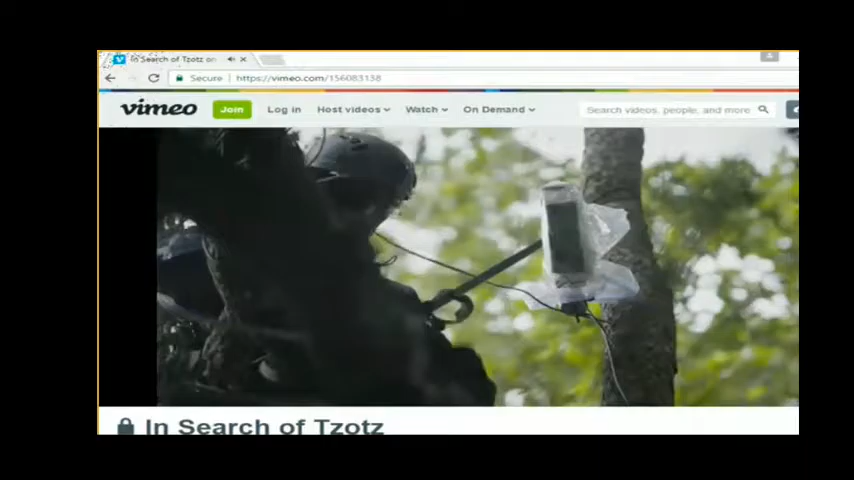 In Search of Tzotz on
Secure https://vimeo.com/156083138
vimeo Join Log in Host videos Watch On Demand Search videos, people, and more
In Search of Tzotz